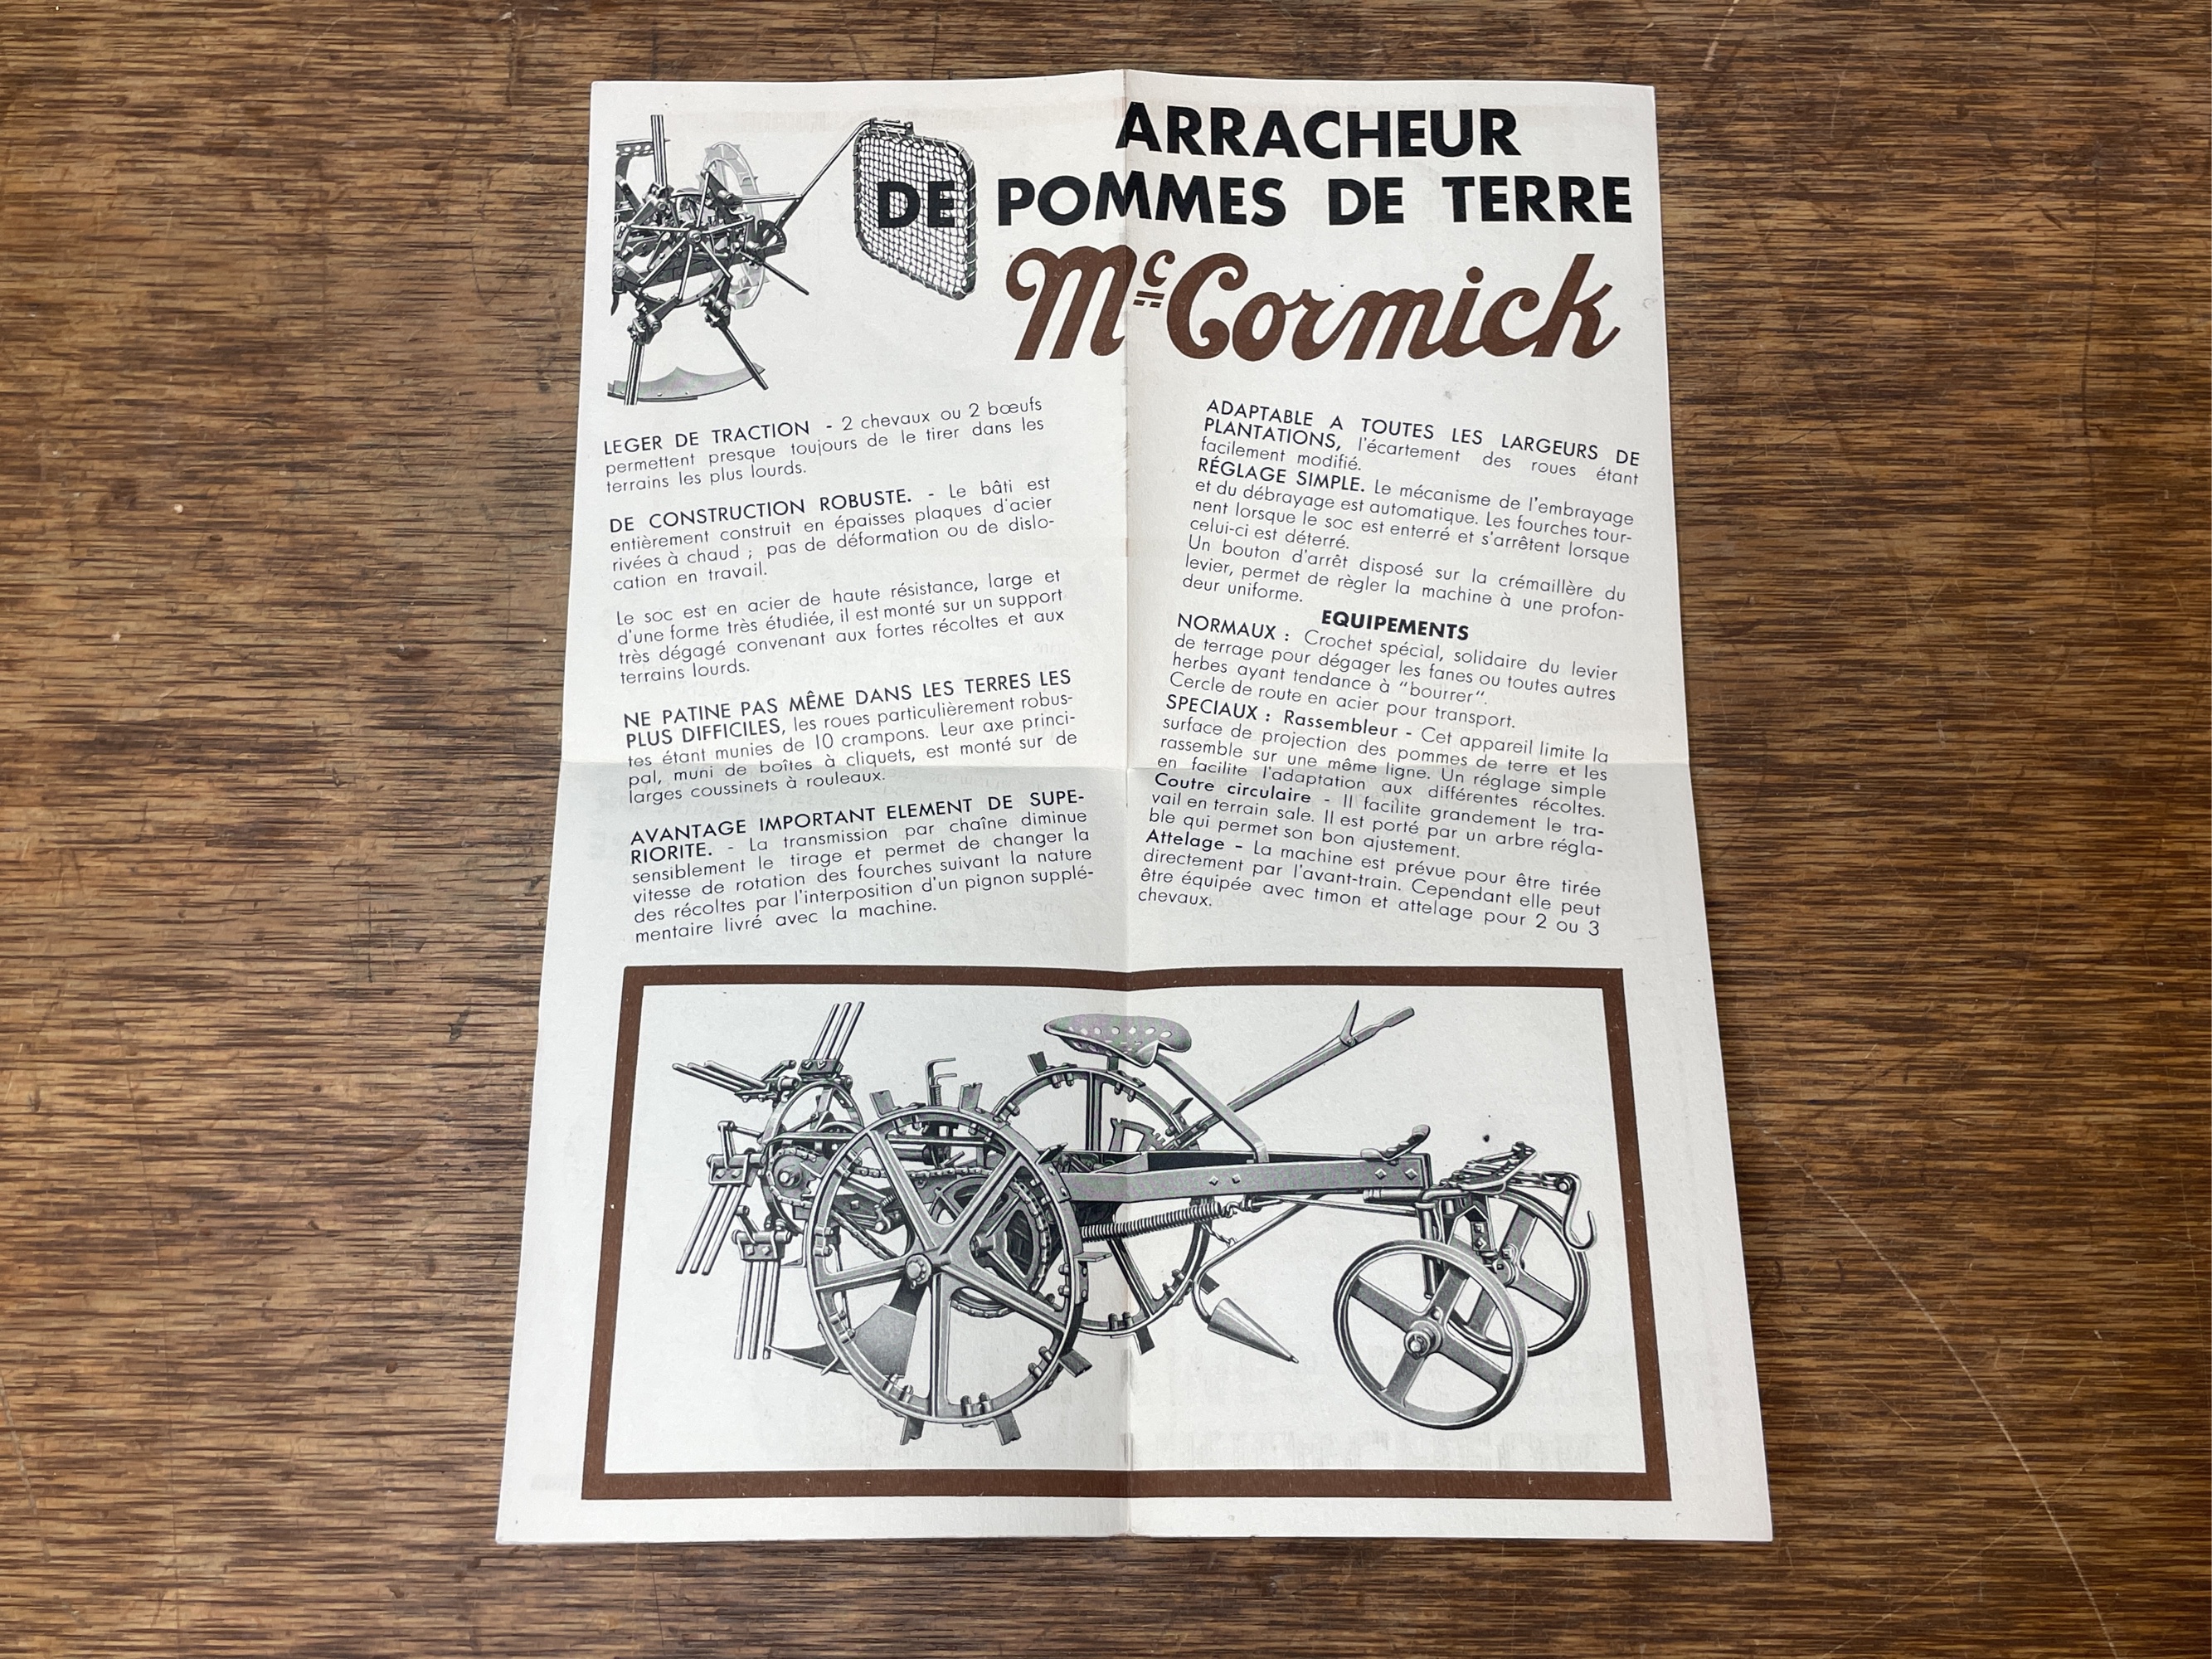 ARRACHEUR
DE POMMES DE TERRE
McCormick
LEGER DE TRACTION - 2 chevaux ou 2 bœufs
permettent presque toujours de le tirer dans les
terrains les plus lourds.
DE CONSTRUCTION ROBUSTE. - Le bâti est
entièrement construit en épaisses plaques d'acier
rivées à chaud ; pas de déformation ou de dislo-
cation en travail.
Le soc est en acier de haute résistance, large et
d'une forme très étudiée, il est monté sur un support
très dégagé convenant aux fortes récoltes et aux
terrains lourds.
NE PATINE PAS MÊME DANS LES TERRES LES
PLUS DIFFICILES, les roues particulièrement robus-
tes étant munies de 10 crampons. Leur axe princi-
pal, muni de boîtes à cliquets, est monté sur de
larges coussinets à rouleaux.
AVANTAGE IMPORTANT ELEMENT DE SUPE-
RIORITE. - La transmission par chaîne diminue
sensiblement le tirage et permet de changer la
vitesse de rotation des fourches suivant la nature
des récoltes par l'interposition d'un pignon supplé-
mentaire livré avec la machine.
ADAPTABLE A TOUTES LES LARGEURS DE
PLANTATIONS, l'écartement des roues étant
facilement modifié.
RÉGLAGE SIMPLE. Le mécanisme de l'embrayage
et du débrayage est automatique. Les fourches tour-
nent lorsque le soc est enterré et s'arrêtent lorsque
celui-ci est déterré.
Un bouton d'arrêt disposé sur la crémaillère du
levier, permet de règler la machine à une profon-
deur uniforme.
EQUIPEMENTS
NORMAUX : Crochet spécial, solidaire du levier
de terrage pour dégager les fanes ou toutes autres
herbes ayant tendance à "bourrer".
Cercle de route en acier pour transport.
SPECIAUX : Rassembleur - Cet appareil limite la
surface de projection des pommes de terre et les
rassemble sur une même ligne. Un réglage simple
en facilite l'adaptation aux différentes récoltes.
Coutre circulaire - Il facilite grandement le tra-
vail en terrain sale. Il est porté par un arbre régla-
ble qui permet son bon ajustement.
Attelage - La machine est prévue pour être tirée
directement par l'avant-train. Cependant elle peut
être équipée avec timon et attelage pour 2 ou 3
chevaux.